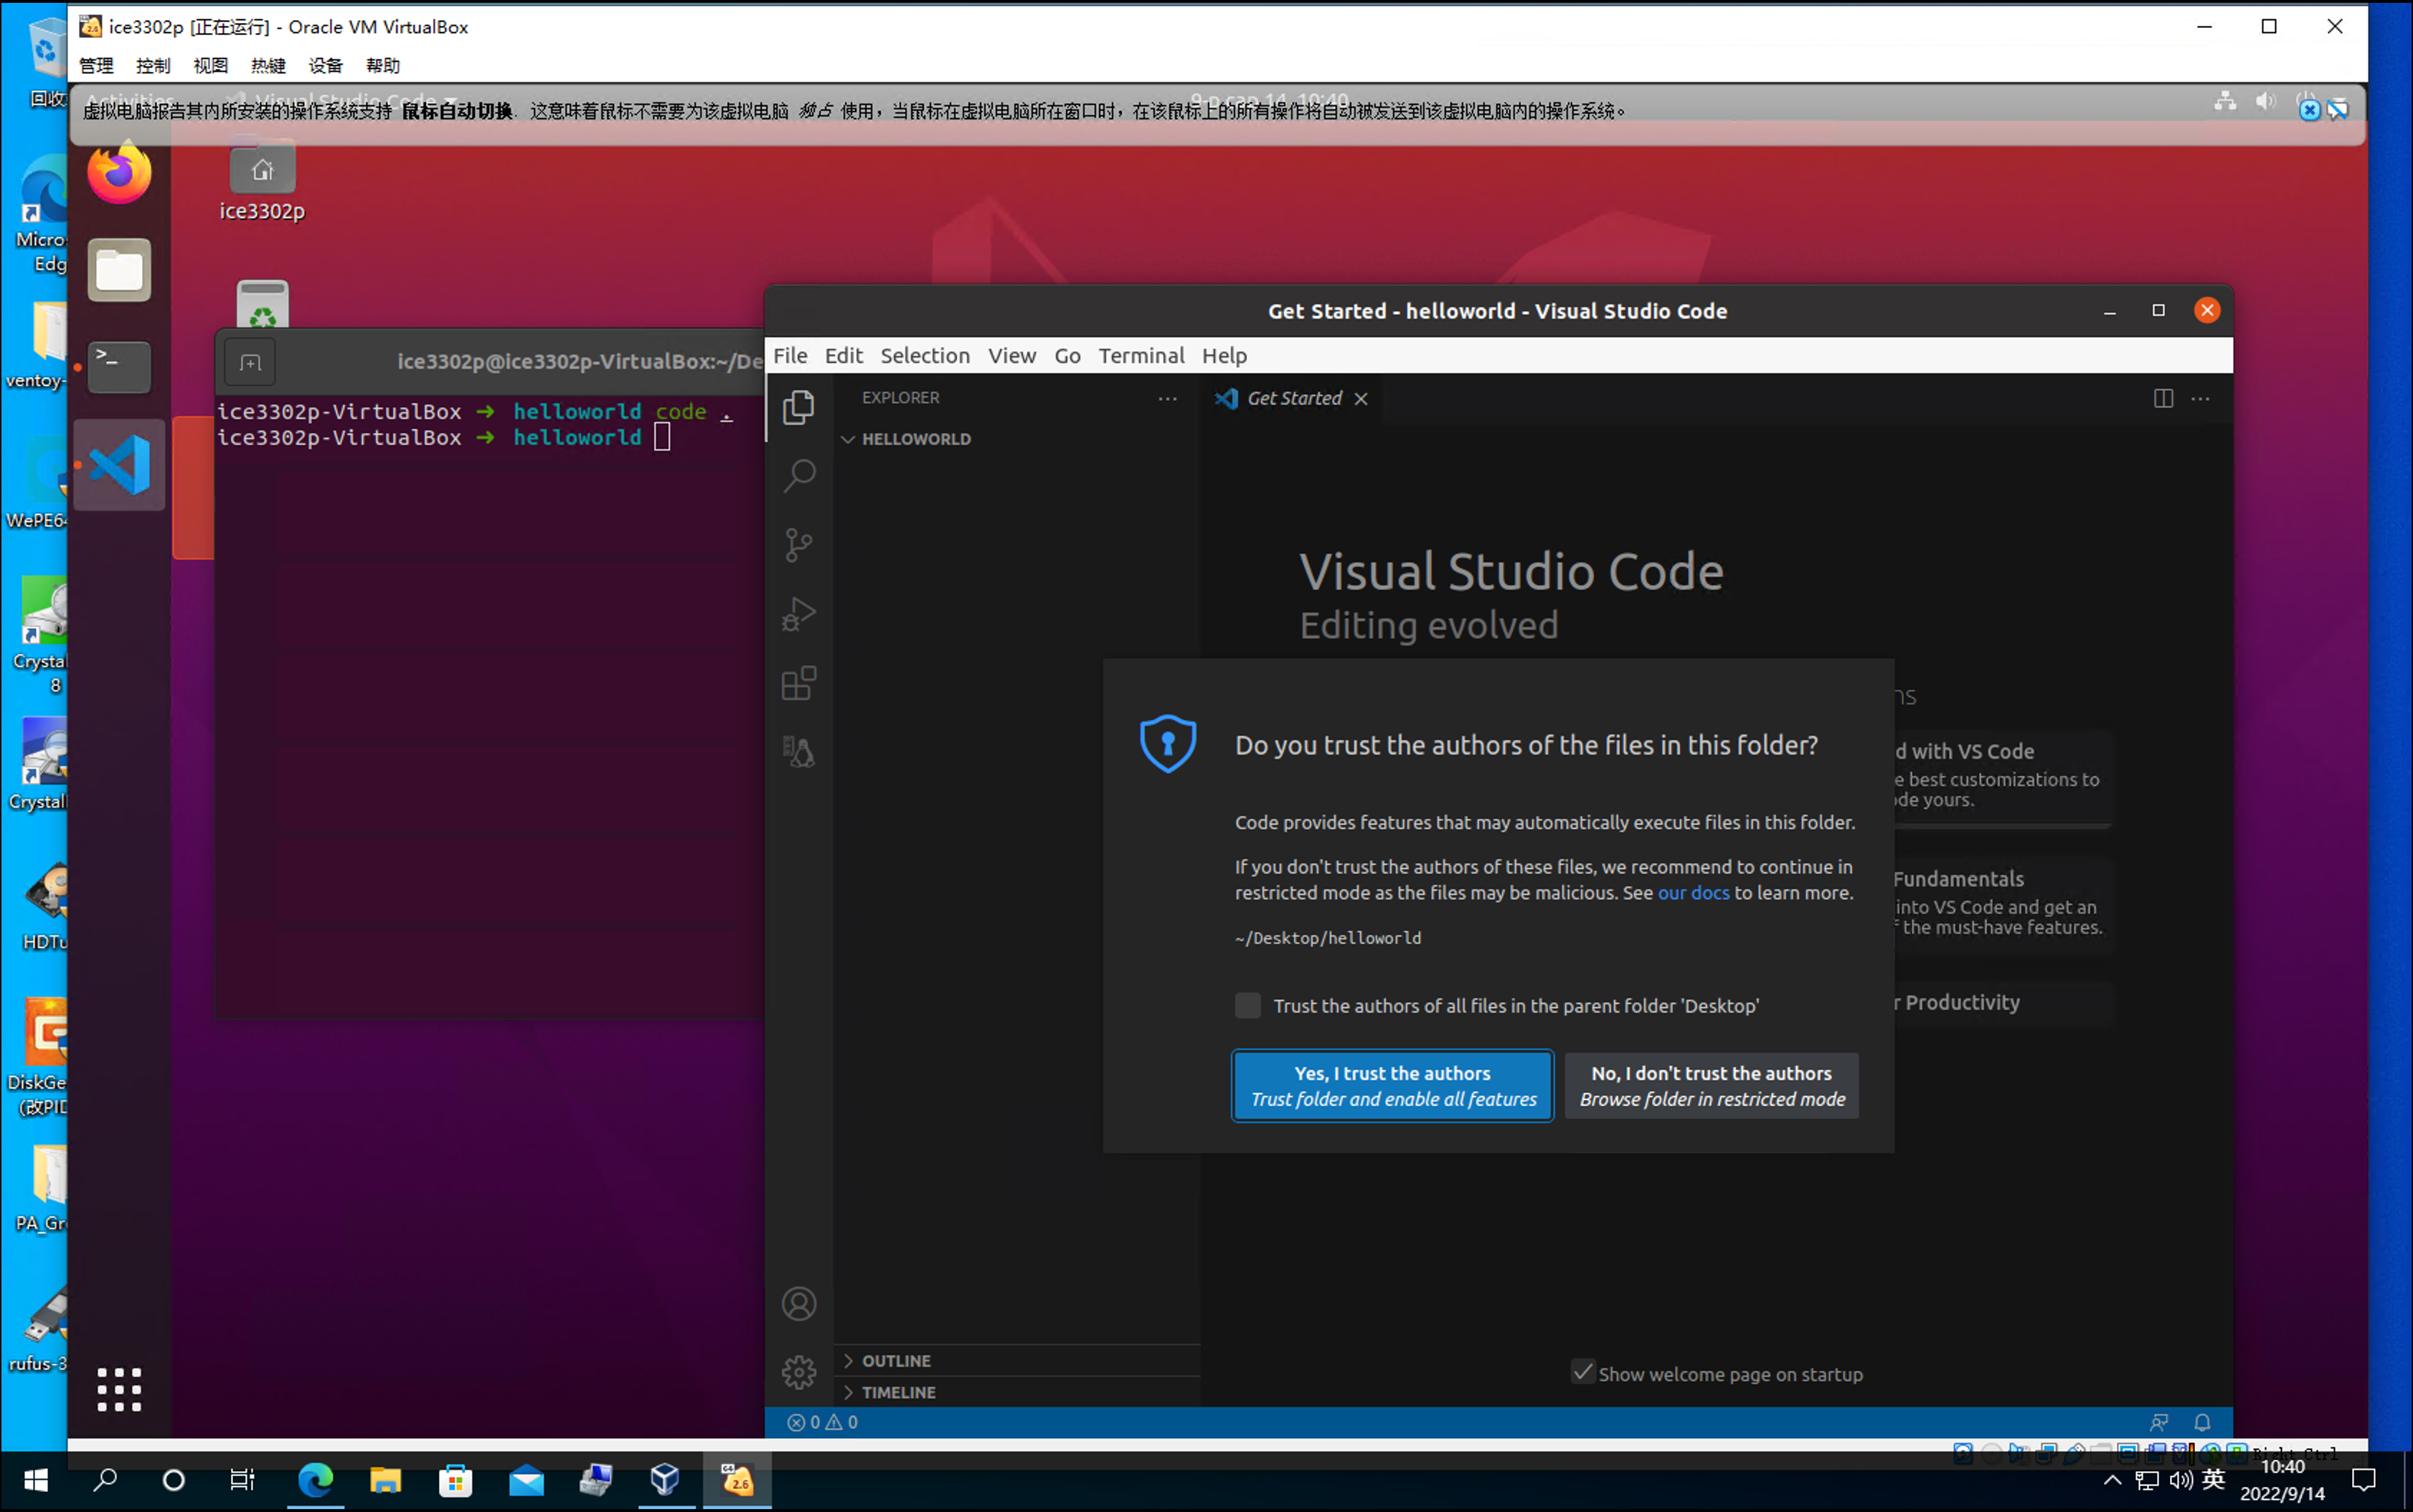 ice3302p [正在运行] - Oracle VM VirtualBox
管理 控制 视图 热键 设备 帮助
虚拟电脑报告其内所安装的操作系统支持 鼠标自动切换. 这意味着鼠标不需要为该虚拟电脑 独占 使用，当鼠标在虚拟电脑所在窗口时，在该鼠标上的所有操作将自动被发送到该虚拟电脑内的操作系统。
回收
Micro
Edg
ventoy-
WePE64
Crystal
8
Crystal
HDTu
DiskGe
(改PID
PA_Gr
rufus-3
ice3302p
ice3302p@ice3302p-VirtualBox:~/De
ice3302p-VirtualBox ➜ helloworld code .
ice3302p-VirtualBox ➜ helloworld
Get Started - helloworld - Visual Studio Code
File Edit Selection View Go Terminal Help
EXPLORER
Get Started
HELLOWORLD
Visual Studio Code
Editing evolved
ns
d with VS Code
e best customizations to
ode yours.
Fundamentals
into VS Code and get an
f the must-have features.
r Productivity
Do you trust the authors of the files in this folder?
Code provides features that may automatically execute files in this folder.
If you don't trust the authors of these files, we recommend to continue in
restricted mode as the files may be malicious. See our docs to learn more.
~/Desktop/helloworld
Trust the authors of all files in the parent folder 'Desktop'
Yes, I trust the authors
Trust folder and enable all features
No, I don't trust the authors
Browse folder in restricted mode
OUTLINE
TIMELINE
Show welcome page on startup
0 0
Right Ctrl
64
2.6
英
10:40
2022/9/14